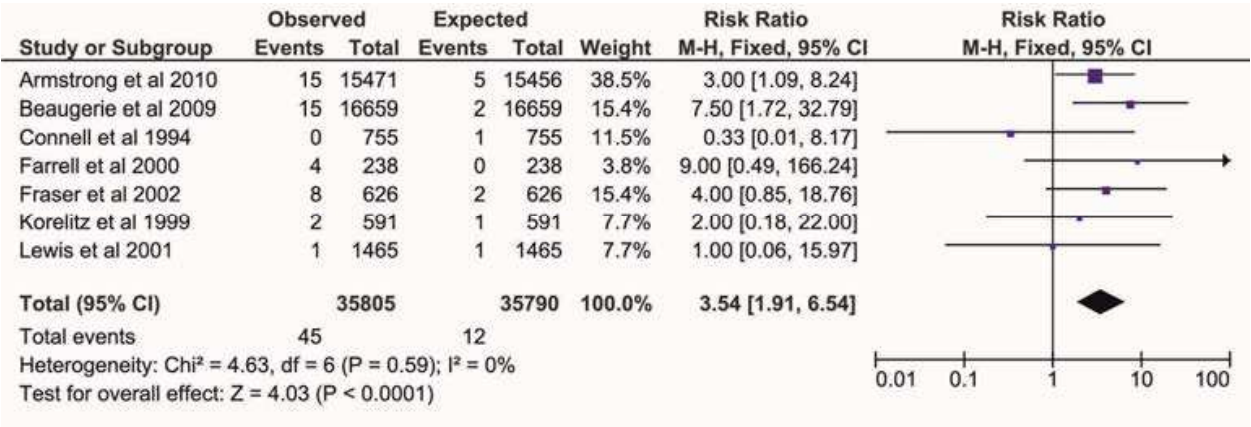 Observed Expected Risk Ratio Risk Ratio
Study or Subgroup Events Total Events Total Weight M-H, Fixed, 95% CI M-H, Fixed, 95% CI
Armstrong et al 2010 15 15471 5 15456 38.5% 3.00 [1.09, 8.24]
Beaugerie et al 2009 15 16659 2 16659 15.4% 7.50 [1.72, 32.79]
Connell et al 1994 0 755 1 755 11.5% 0.33 [0.01, 8.17]
Farrell et al 2000 4 238 0 238 3.8% 9.00 [0.49, 166.24]
Fraser et al 2002 8 626 2 626 15.4% 4.00 [0.85, 18.76]
Korelitz et al 1999 2 591 1 591 7.7% 2.00 [0.18, 22.00]
Lewis et al 2001 1 1465 1 1465 7.7% 1.00 [0.06, 15.97]
Total (95% CI) 35805 35790 100.0% 3.54 [1.91, 6.54]
Total events 45 12
Heterogeneity: Chi² = 4.63, df = 6 (P = 0.59); I² = 0%
Test for overall effect: Z = 4.03 (P < 0.0001)
0.01 0.1 1 10 100